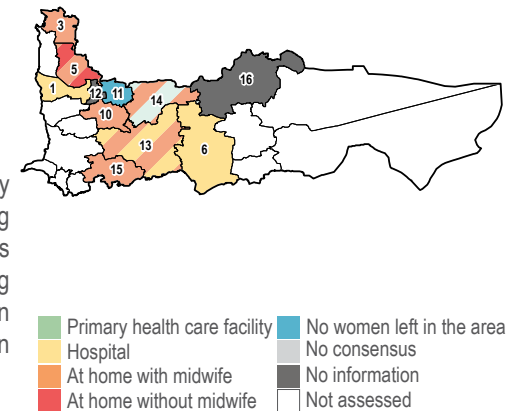 3
5
1
12
11
14
16
10
13
6
15
y
g
s
g
n
n
Primary health care facility
Hospital
At home with midwife
At home without midwife
No women left in the area
No consensus
No information
Not assessed